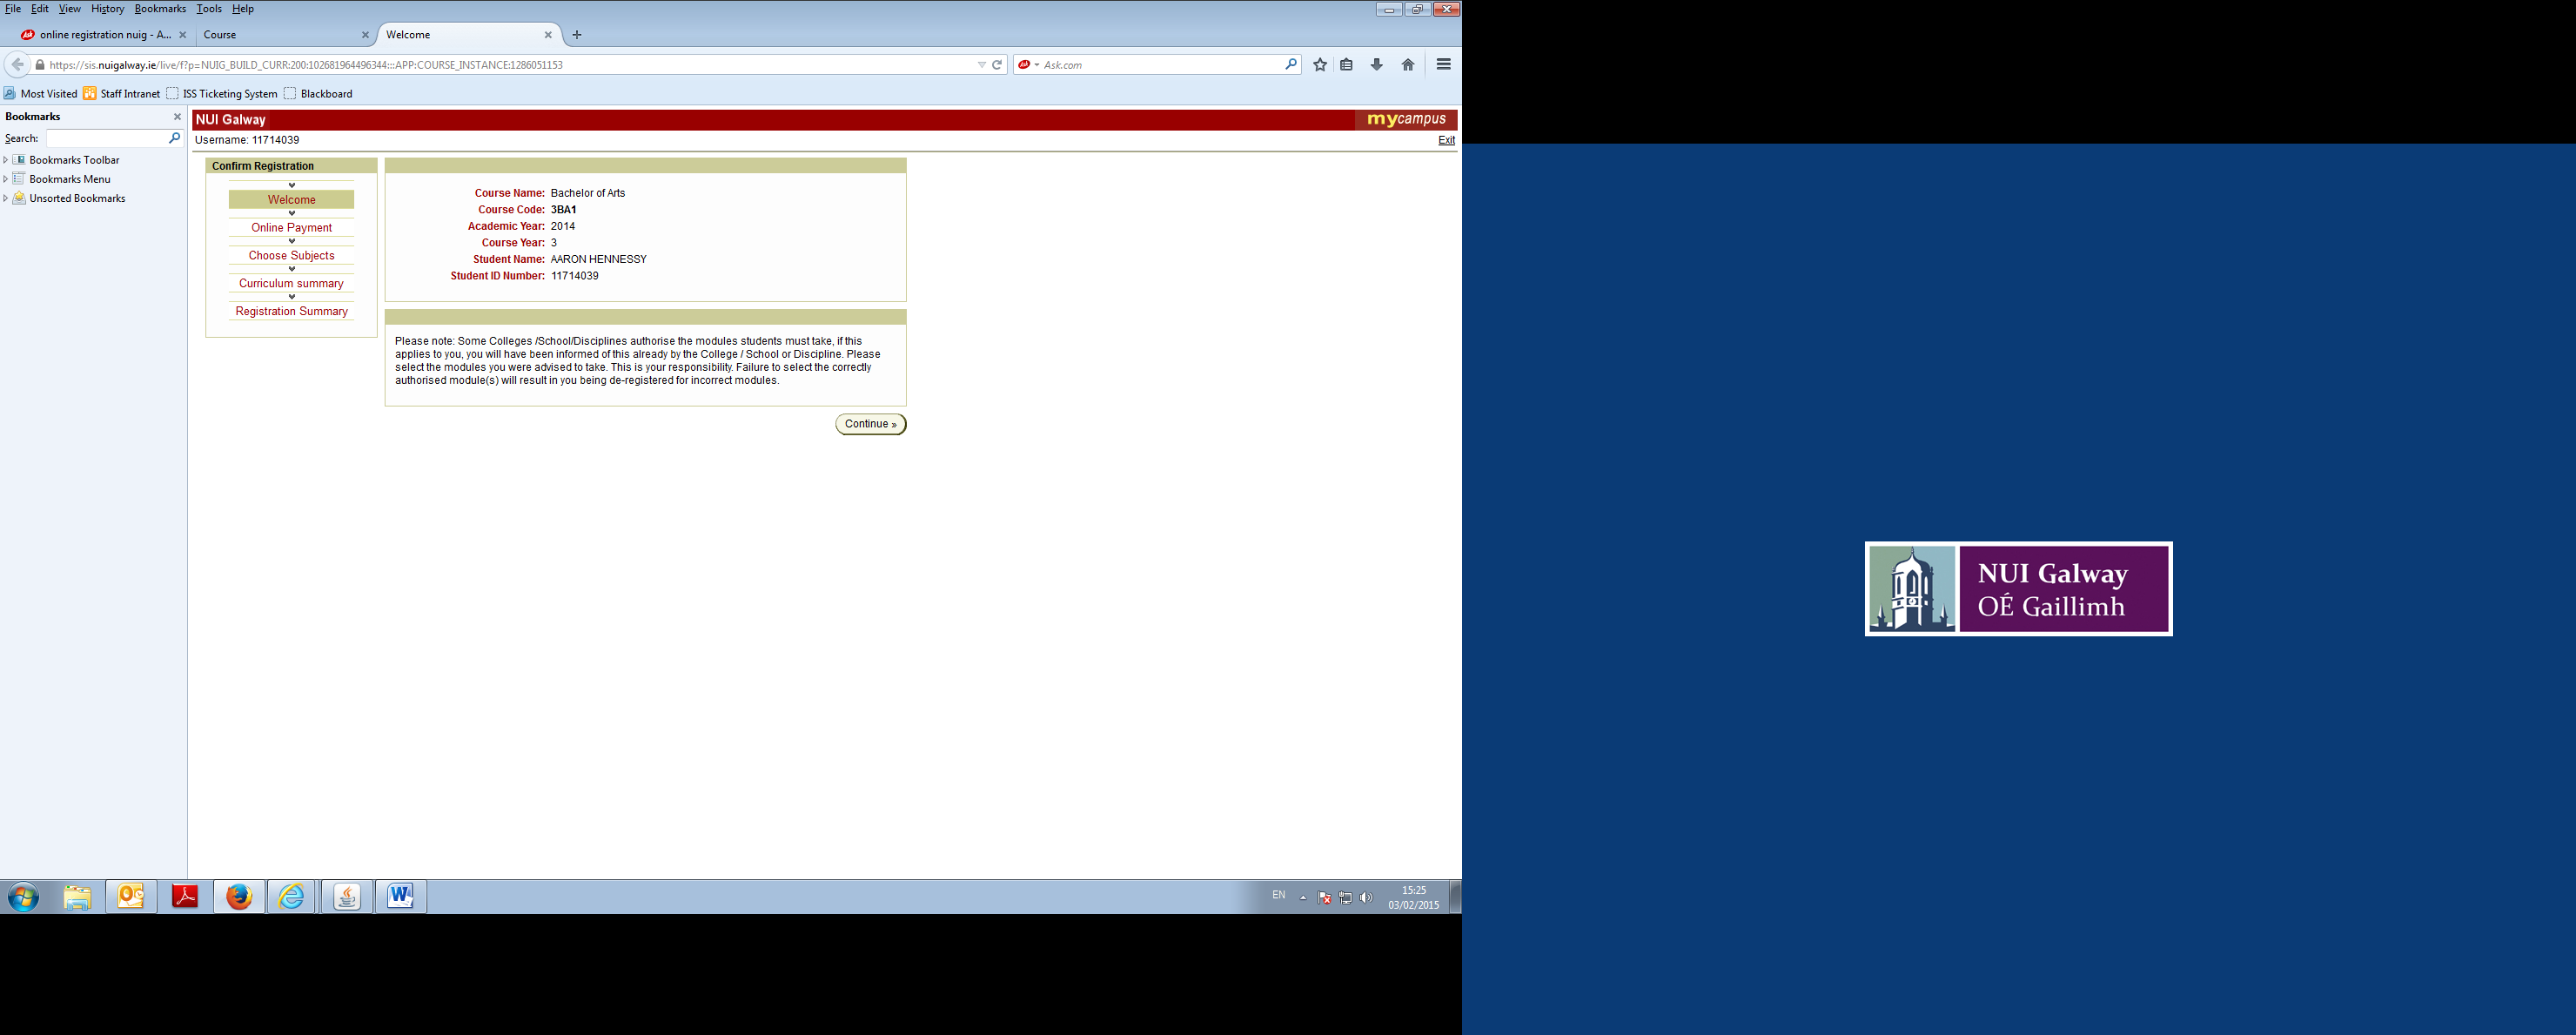 File Edit View History Bookmarks Tools Help
online registration nuig - A...
Course
Welcome
https://sis.nuigalway.ie/live/f?p=NUIG_BUILD_CURR:200:102681964496344:::APP:COURSE_INSTANCE:1286051153
Ask.com
Most Visited Staff Intranet ISS Ticketing System Blackboard
Bookmarks
Search:
Bookmarks Toolbar
Bookmarks Menu
Unsorted Bookmarks
NUI Galway
mycampus
Username: 11714039
Exit
Confirm Registration
Welcome
Online Payment
Choose Subjects
Curriculum summary
Registration Summary
Course Name: Bachelor of Arts
Course Code: 3BA1
Academic Year: 2014
Course Year: 3
Student Name: AARON HENNESSY
Student ID Number: 11714039
Please note: Some Colleges /School/Disciplines authorise the modules students must take, if this
applies to you, you will have been informed of this already by the College / School or Discipline. Please
select the modules you were advised to take. This is your responsibility. Failure to select the correctly
authorised module(s) will result in you being de-registered for incorrect modules.
Continue »
NUI Galway
OÉ Gaillimh
EN
15:25
03/02/2015